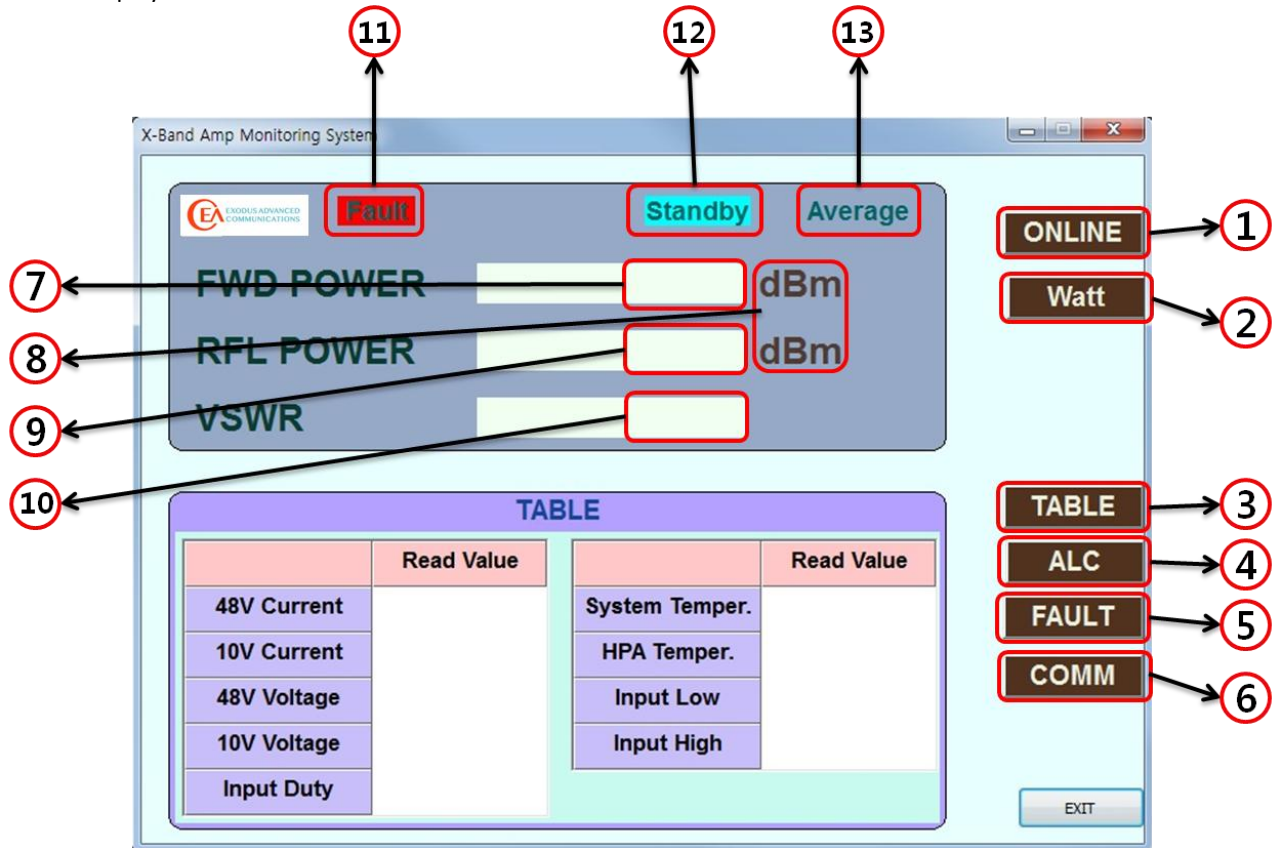 11 12 13
X-Band Amp Monitoring System
EA EXODUS ADVANCED
COMMUNICATIONS
Fault Standby Average
ONLINE 1
7 FWD POWER dBm
Watt 2
8 RFL POWER dBm
9 VSWR
10
TABLE
TABLE 3
Read Value Read Value
ALC 4
48V Current System Temper.
FAULT 5
10V Current HPA Temper.
COMM 6
48V Voltage Input Low
10V Voltage Input High
Input Duty
EXIT